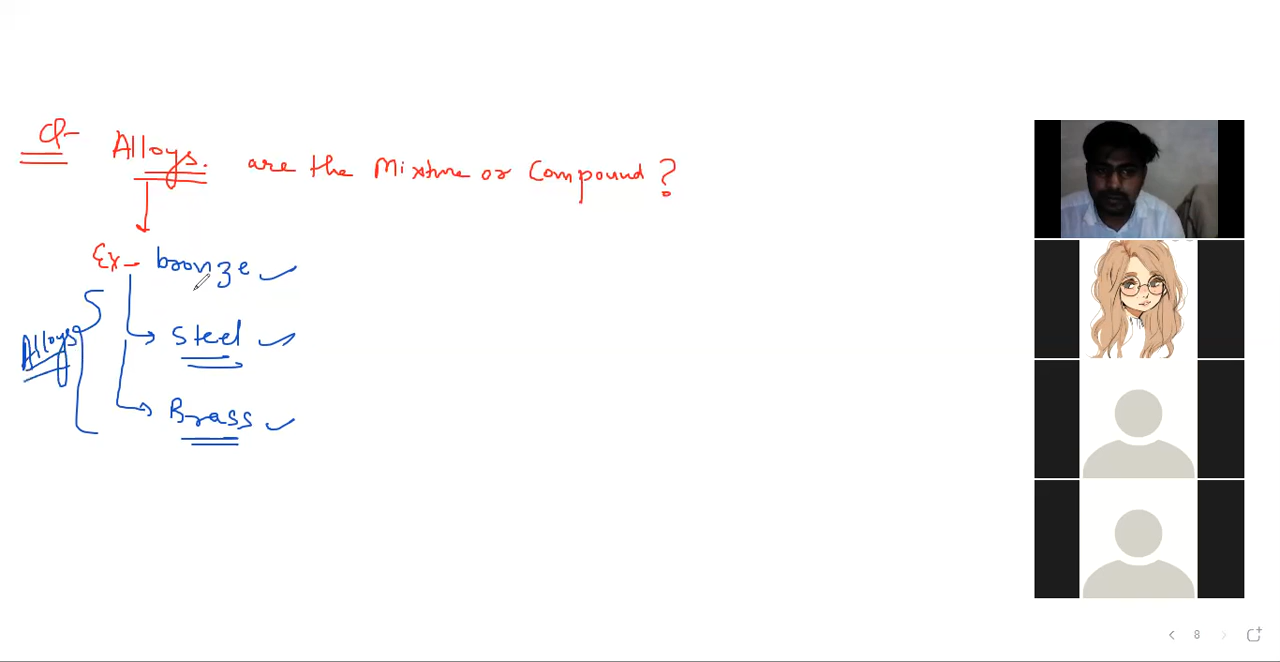 Q- Alloys. are the Mixture or Compound?
Ex- bronze
Steel
Alloys
Brass
8